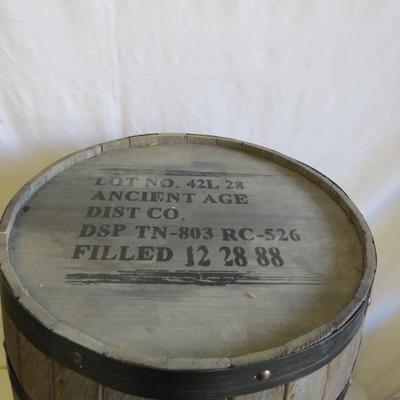 LOT NO. 42L 28
ANCIENT AGE
DIST CO.
DSP TN-803 RC-526
FILLED 12 28 88